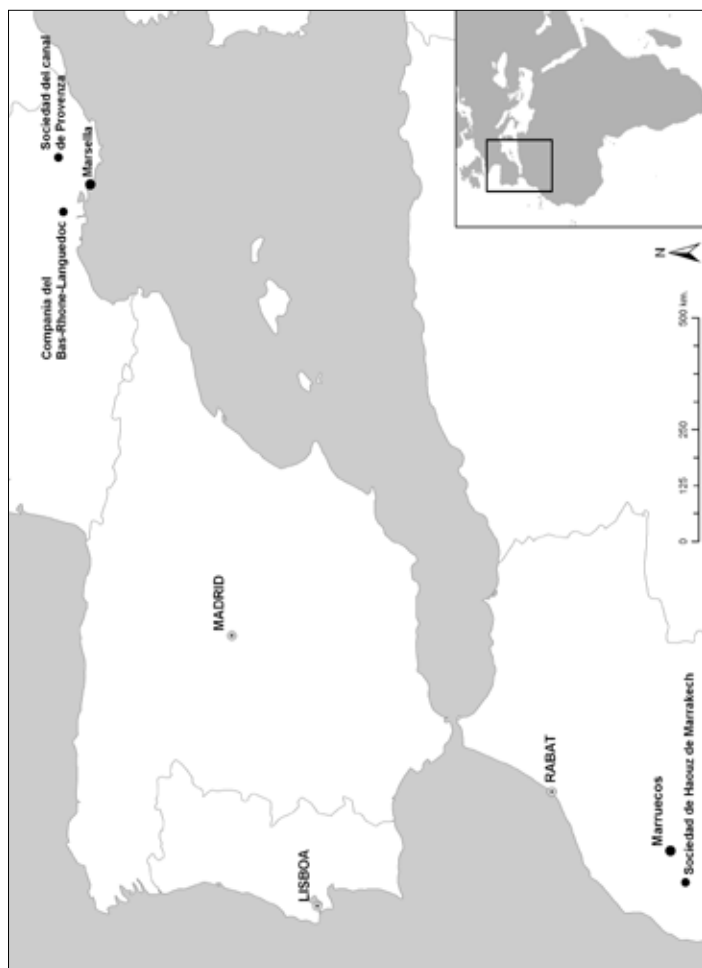 Sociedad del canal
de Provenza
Marsella
Compania del
Bas-Rhone-Languedoc
MADRID
LISBOA
RABAT
Marruecos
Sociedad de Haouz de Marrakech
N
0 125 250 500 km.